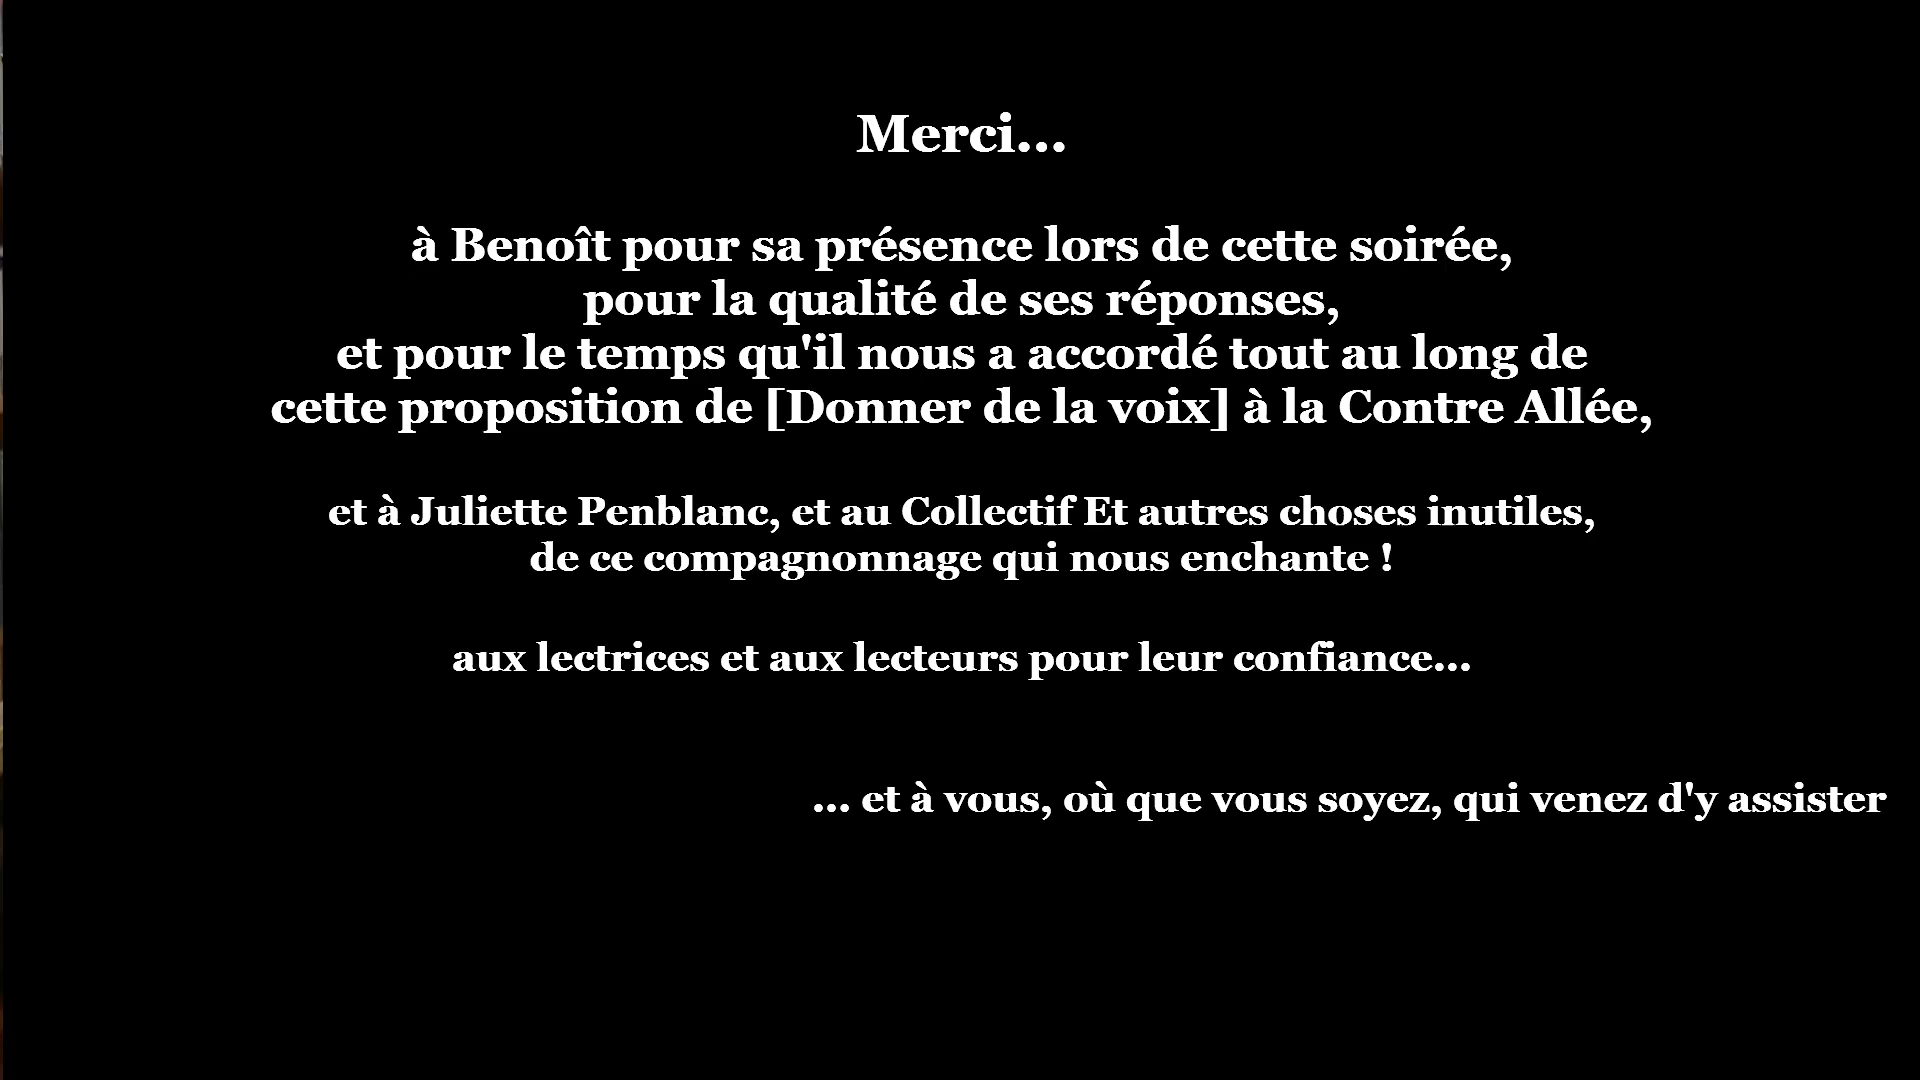 Merci...
à Benoît pour sa présence lors de cette soirée,
pour la qualité de ses réponses,
et pour le temps qu'il nous a accordé tout au long de
cette proposition de [Donner de la voix] à la Contre Allée,
et à Juliette Penblanc, et au Collectif Et autres choses inutiles,
de ce compagnonnage qui nous enchante !
aux lectrices et aux lecteurs pour leur confiance...
... et à vous, où que vous soyez, qui venez d'y assister